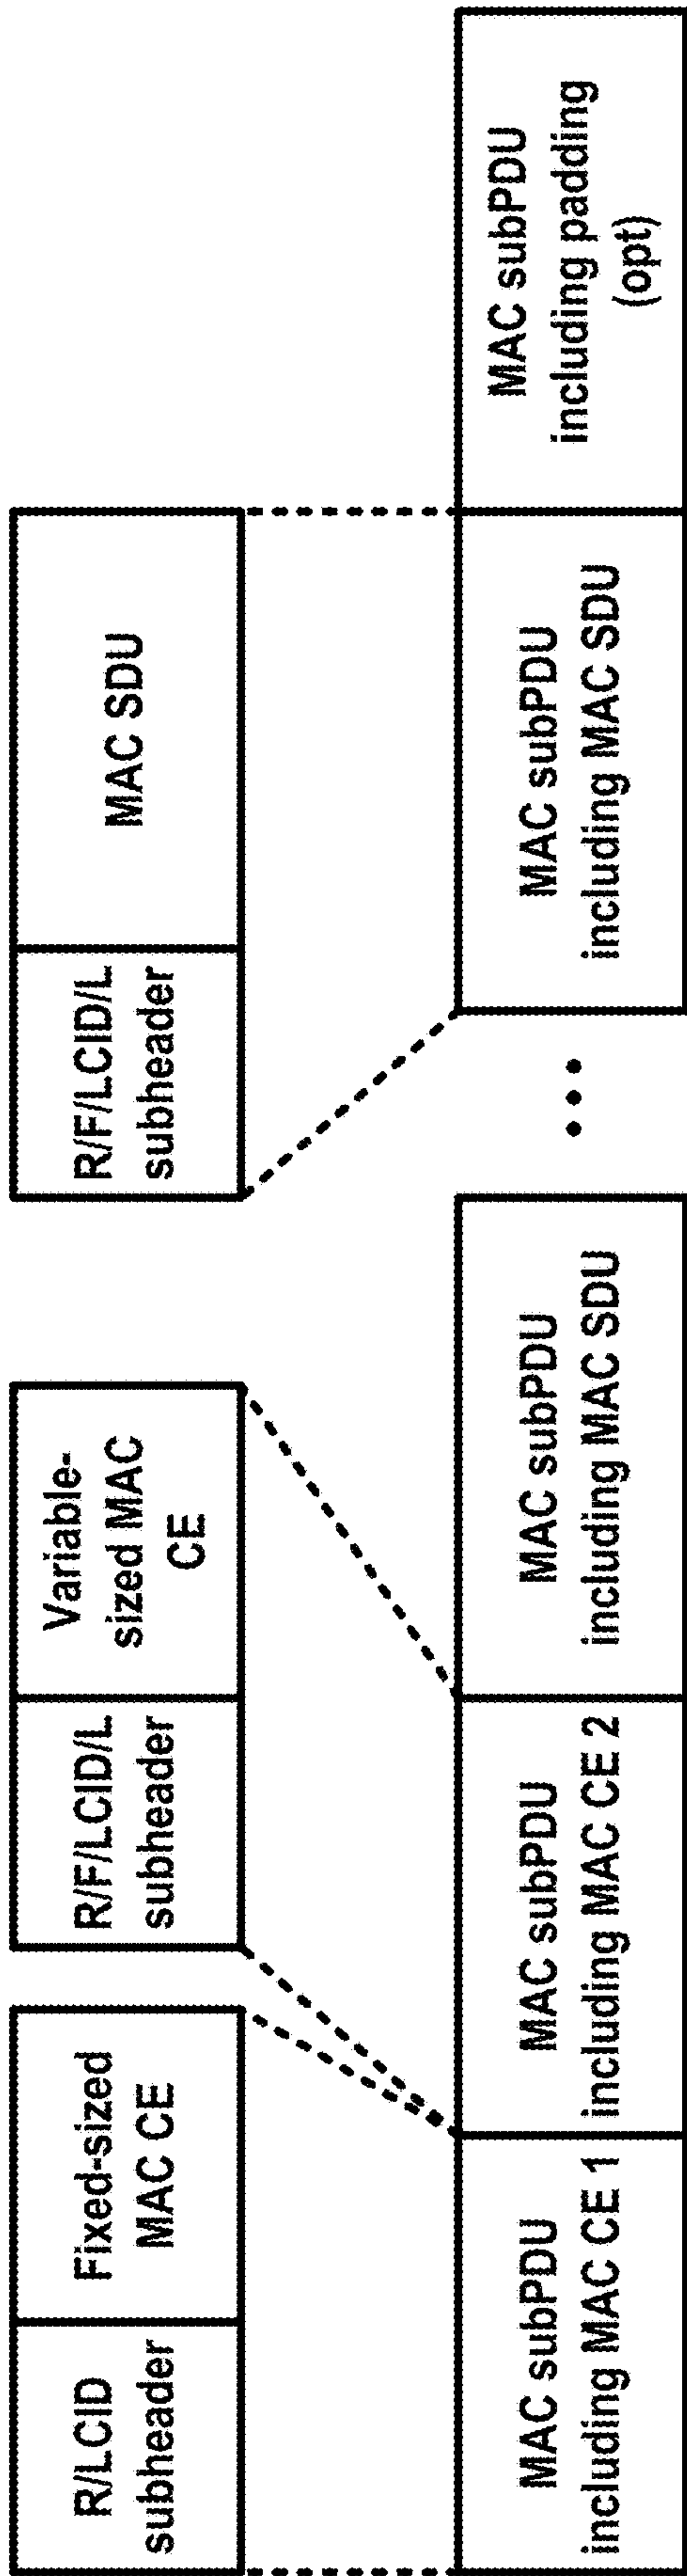 R/LCID
subheader
Fixed-sized
MAC CE
R/F/LCID/L
subheader
Variable-
sized MAC
CE
R/F/LCID/L
subheader
MAC SDU
MAC subPDU
including MAC CE 1
MAC subPDU
including MAC CE 2
MAC subPDU
including MAC SDU
• • •
MAC subPDU
including MAC SDU
MAC subPDU
including padding
(opt)